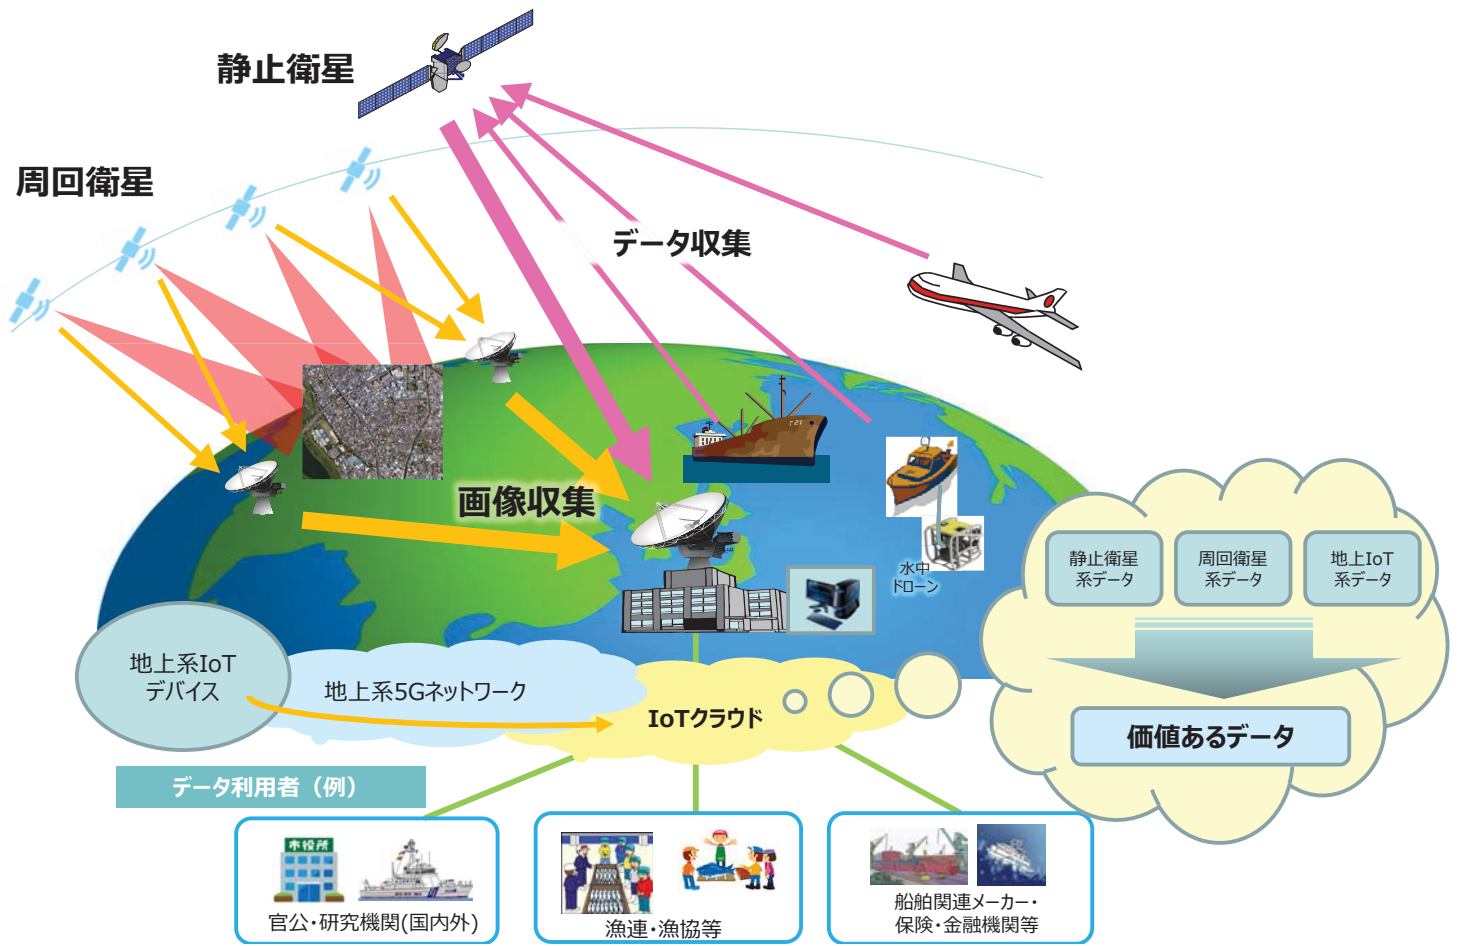 静止衛星
周回衛星
データ収集
画像収集
水中
ドローン
静止衛星
系データ
周回衛星
系データ
地上IoT
系データ
価値あるデータ
地上系IoT
デバイス
地上系5Gネットワーク
IoTクラウド
データ利用者（例）
市役所
官公・研究機関(国内外)
漁連・漁協等
船舶関連メーカー・
保険・金融機関等